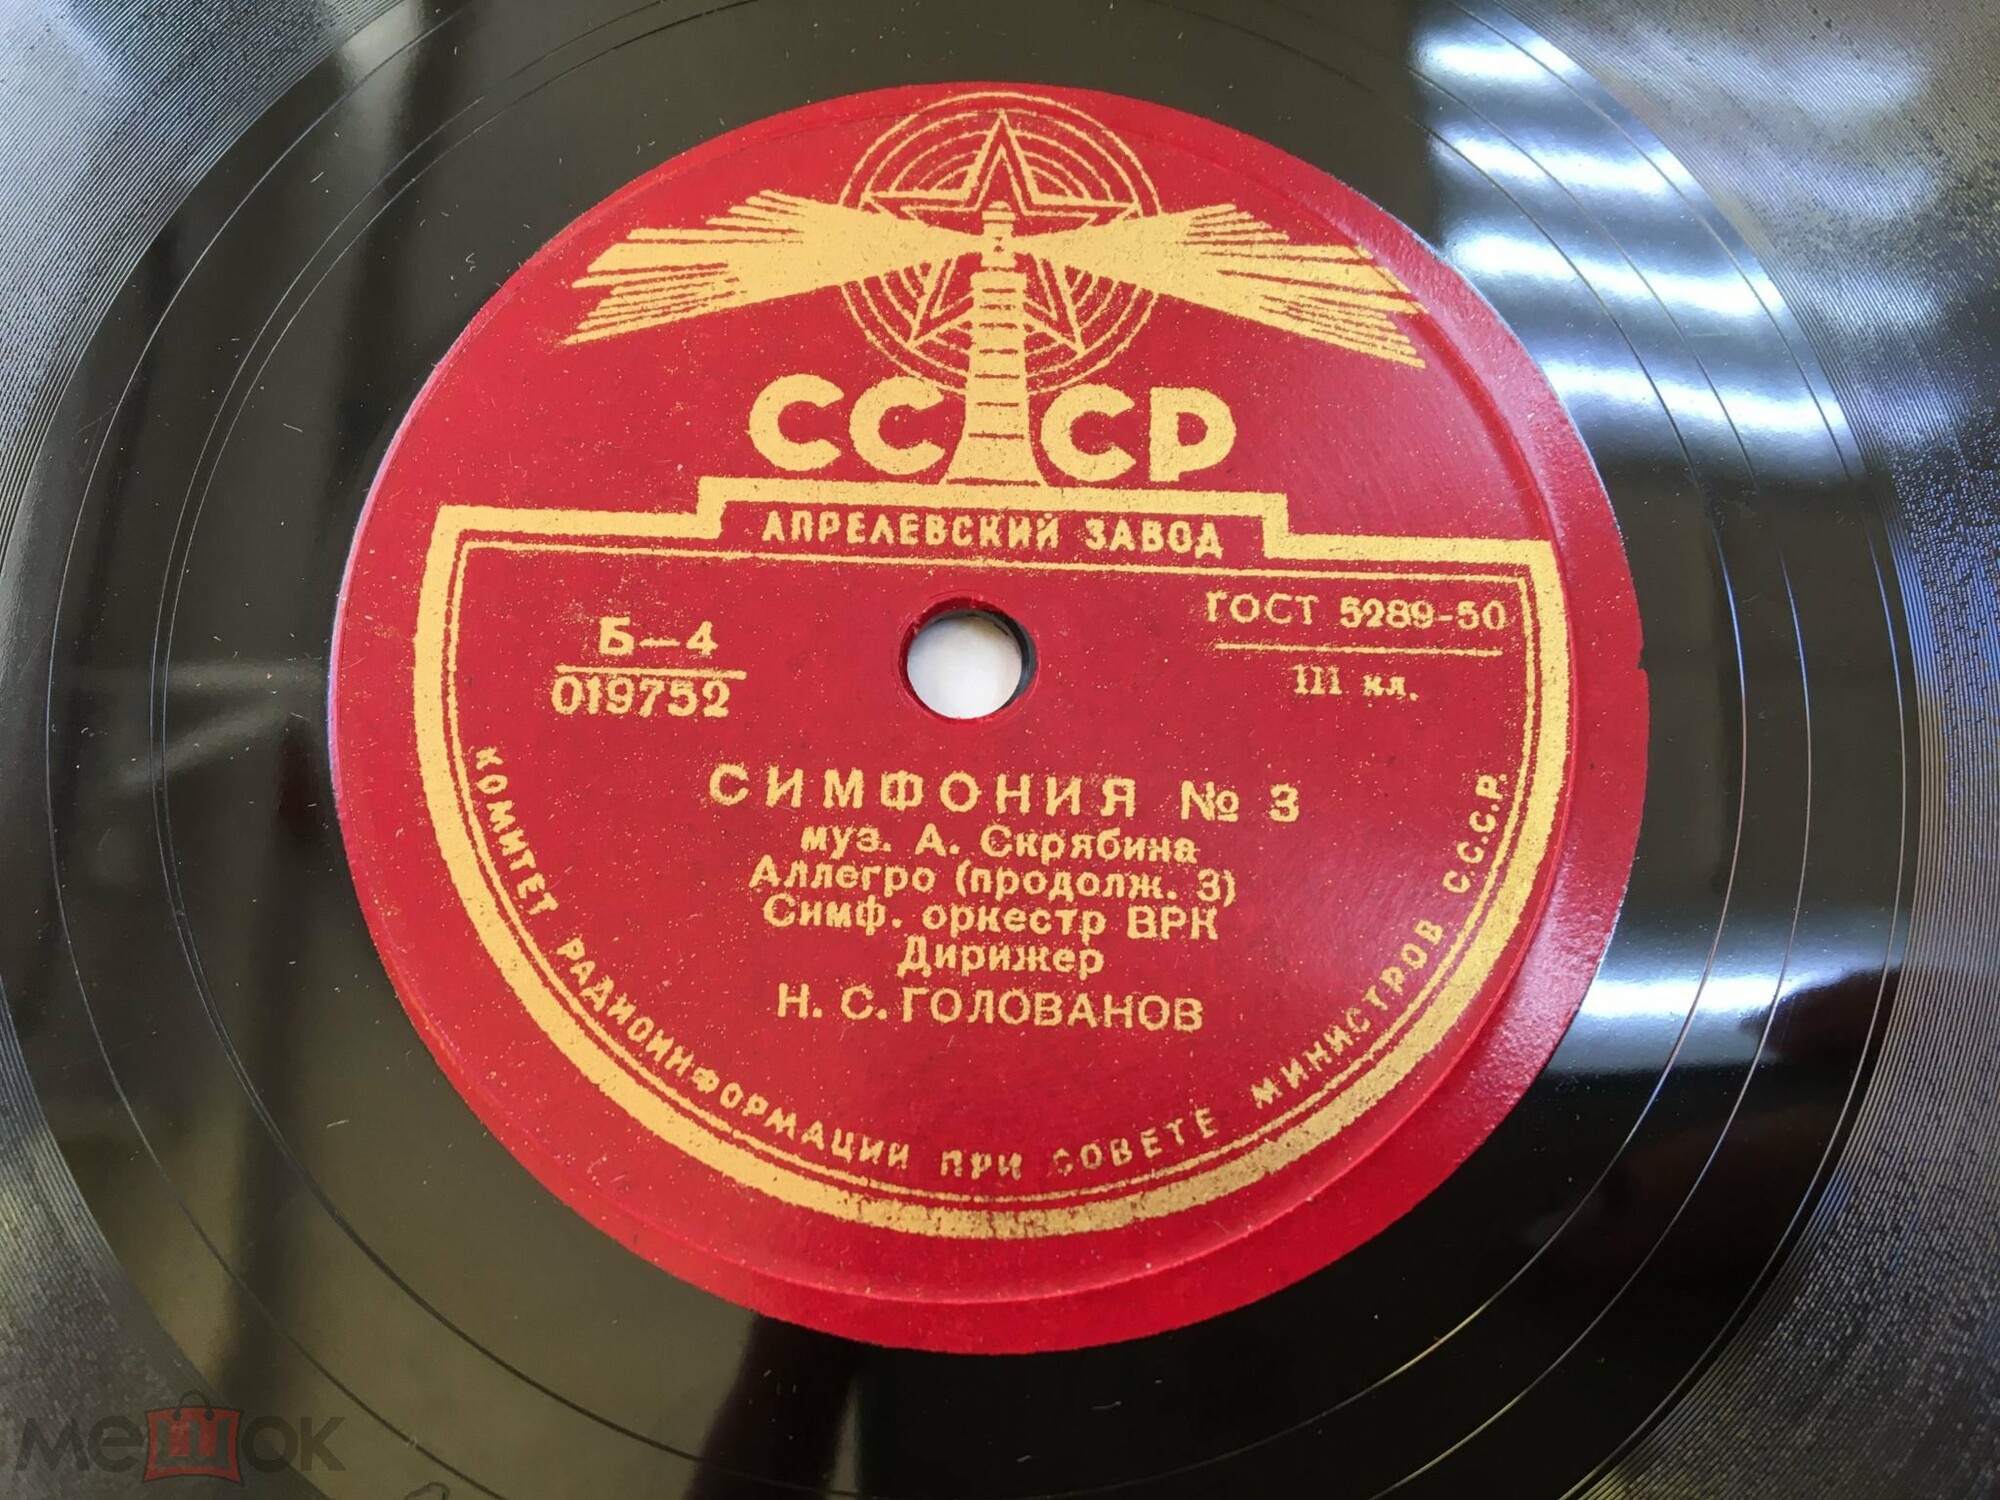 СССР
АПРЕЛЕВСКИЙ ЗАВОД
Б-4
019752
ГОСТ 5289-50
III кл.
СИМФОНИЯ № 3
муз. А. Скрябина
Аллегро (продолж. 3)
Симф. оркестр ВРК
Дирижер
Н. С. ГОЛОВАНОВ
КОМИТЕТ РАДИОИНФОРМАЦИИ ПРИ СОВЕТЕ МИНИСТРОВ С.С.С.Р.
мешок